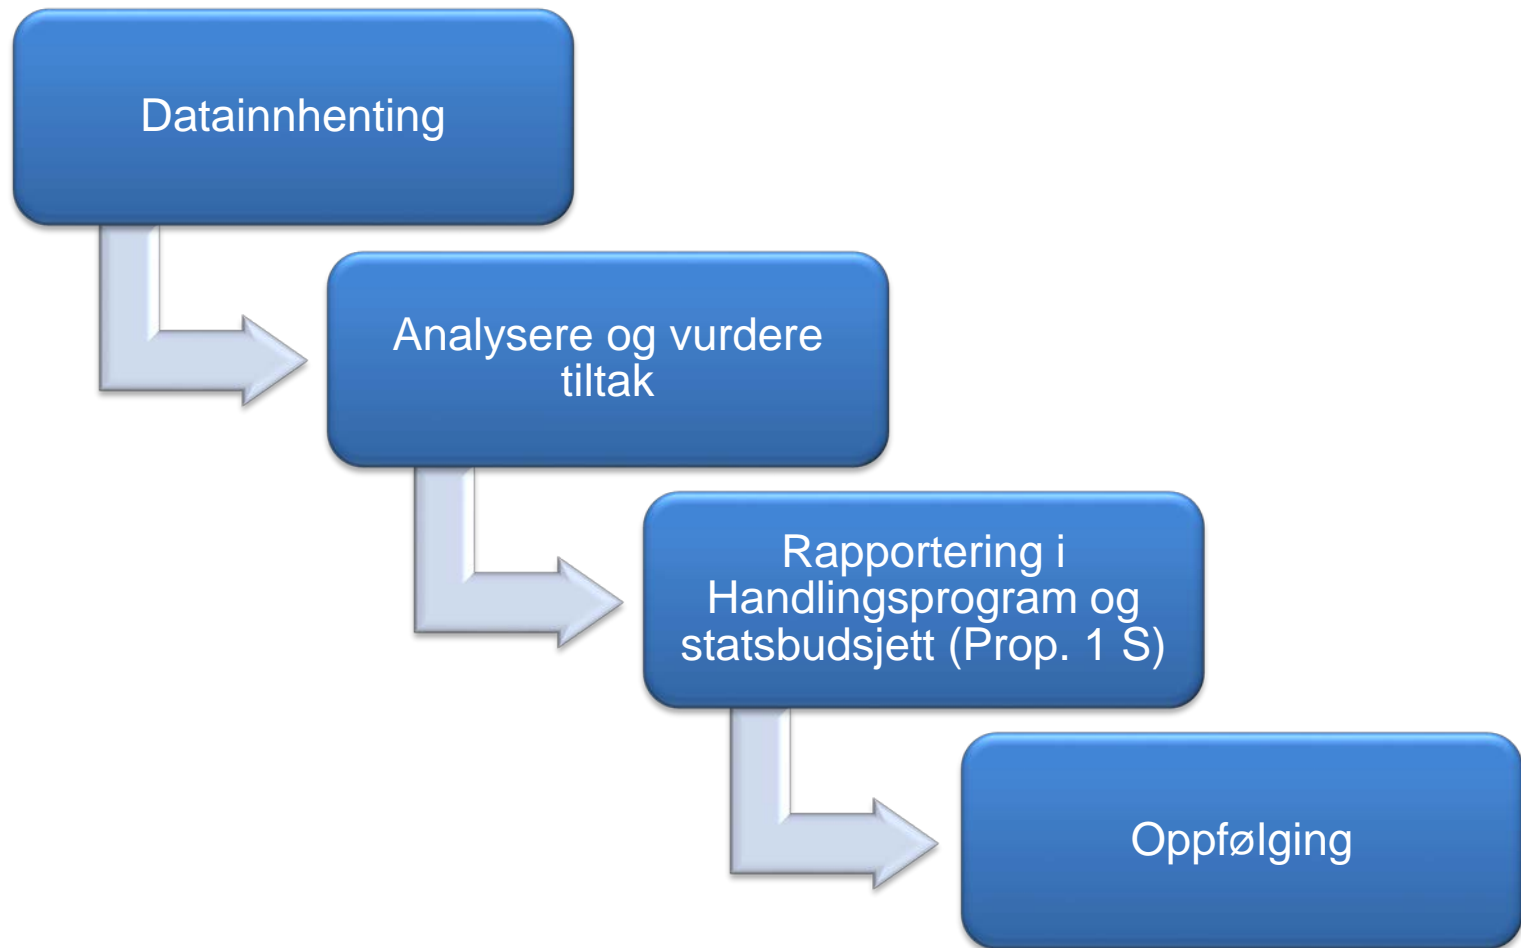 Datainnhenting
Analysere og vurdere
tiltak
Rapportering i
Handlingsprogram og
statsbudsjett (Prop. 1 S)
Oppfølging